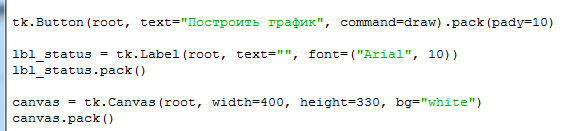 tk.Button(root, text="Построить график", command=draw).pack(pady=10)
lbl_status = tk.Label(root, text="", font=("Arial", 10))
lbl_status.pack()
canvas = tk.Canvas(root, width=400, height=330, bg="white")
canvas.pack()